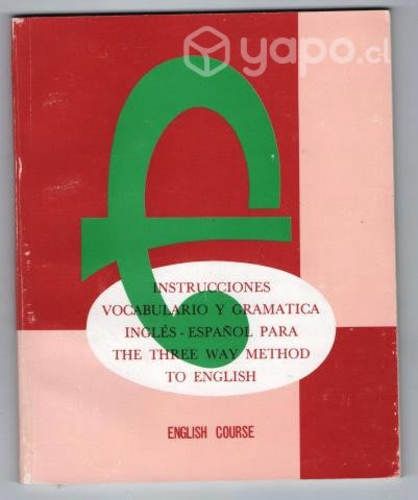 yapo.cl
INSTRUCCIONES
VOCABULARIO Y GRAMATICA
INGLÉS - ESPAÑOL PARA
THE THREE WAY METHOD
TO ENGLISH
ENGLISH COURSE